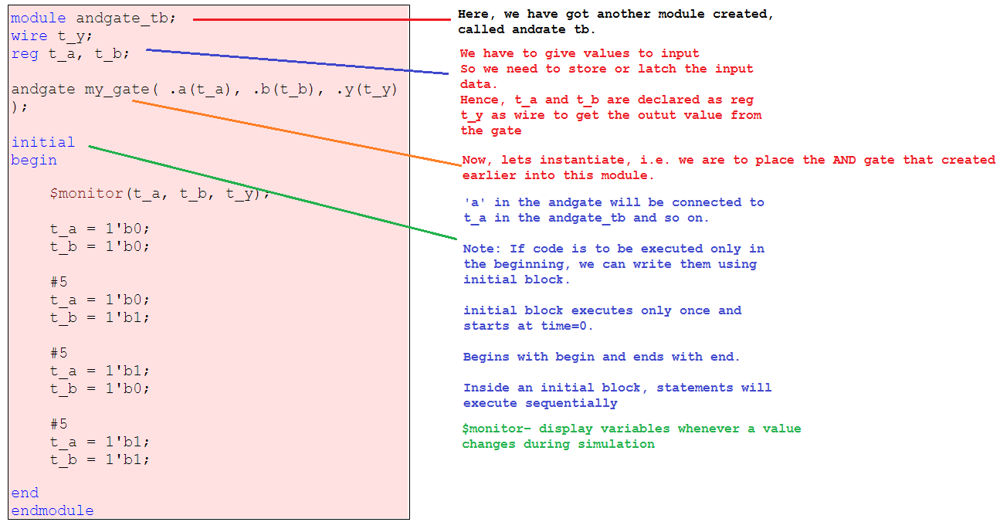 module andgate_tb;
wire t_y;
reg t_a, t_b;
andgate my_gate( .a(t_a), .b(t_b), .y(t_y)
);
initial
begin
$monitor(t_a, t_b, t_y);
t_a = 1'b0;
t_b = 1'b0;
#5
t_a = 1'b0;
t_b = 1'b1;
#5
t_a = 1'b1;
t_b = 1'b0;
#5
t_a = 1'b1;
t_b = 1'b1;
end
endmodule
Here, we have got another module created,
called andgate tb.
We have to give values to input
So we need to store or latch the input
data.
Hence, t_a and t_b are declared as reg
t_y as wire to get the outut value from
the gate
Now, lets instantiate, i.e. we are to place the AND gate that created
earlier into this module.
'a' in the andgate will be connected to
t_a in the andgate_tb and so on.
Note: If code is to be executed only in
the beginning, we can write them using
initial block.
initial block executes only once and
starts at time=0.
Begins with begin and ends with end.
Inside an initial block, statements will
execute sequentially
$monitor– display variables whenever a value
changes during simulation